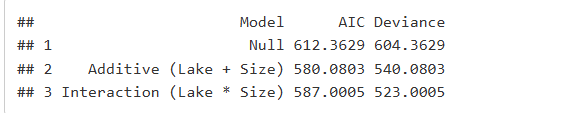 ##                      Model      AIC Deviance
## 1                     Null 612.3629 604.3629
## 2    Additive (Lake + Size) 580.0803 540.0803
## 3 Interaction (Lake * Size) 587.0005 523.0005